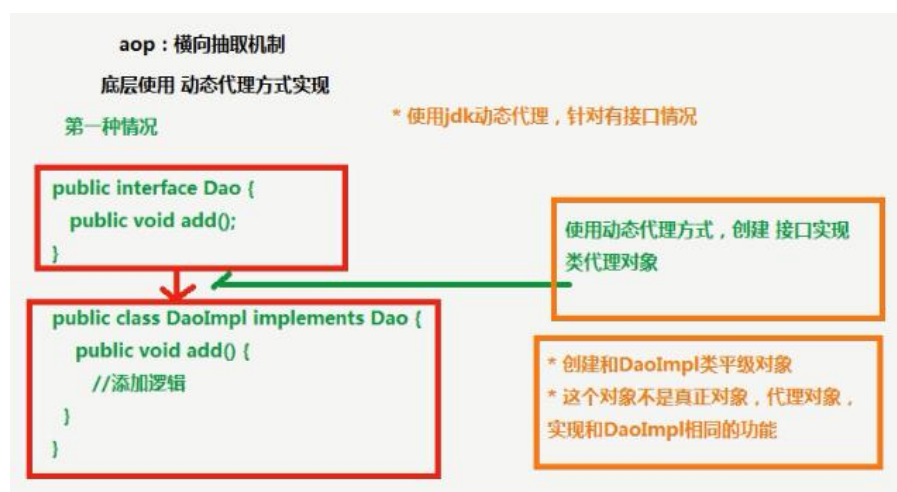 aop：横向抽取机制
底层使用 动态代理方式实现
第一种情况
* 使用jdk动态代理，针对有接口情况
public interface Dao {
public void add();
}
使用动态代理方式，创建 接口实现
类代理对象
public class DaoImpl implements Dao {
public void add() {
//添加逻辑
}
}
* 创建和DaoImpl类平级对象
* 这个对象不是真正对象，代理对象，
实现和DaoImpl相同的功能